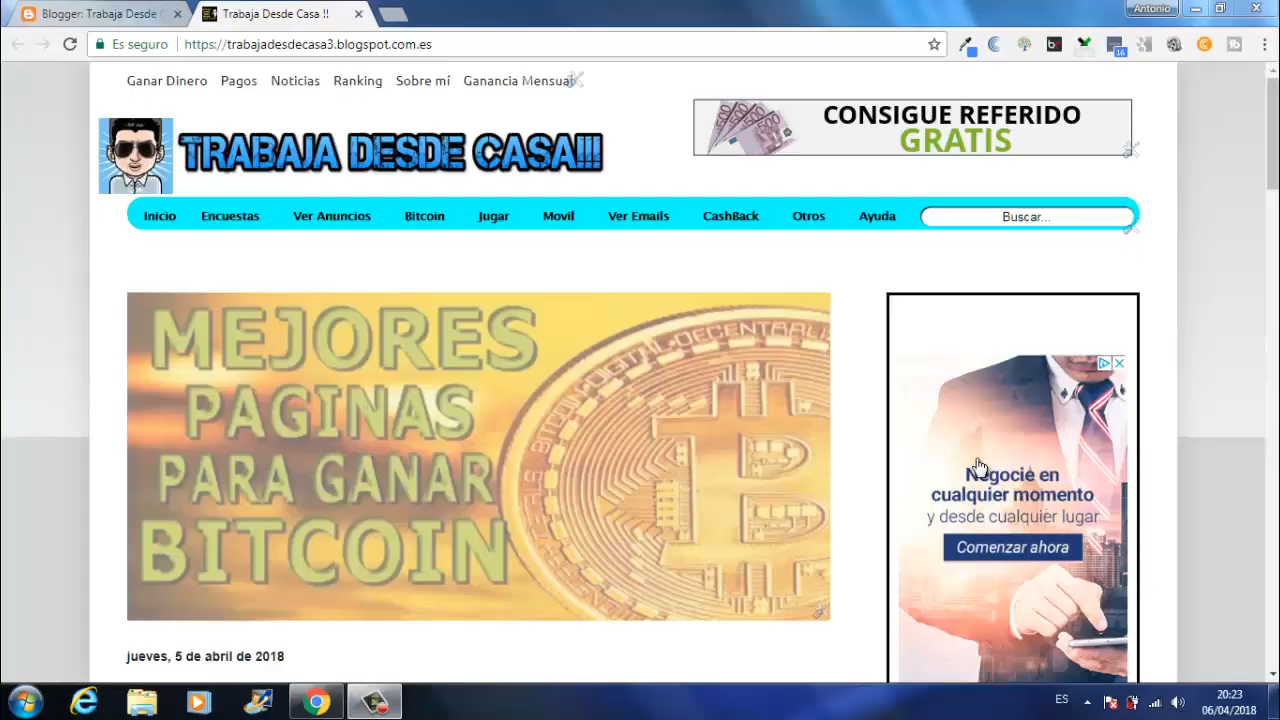 Blogger: Trabaja Desde
Trabaja Desde Casa !!
Antonio
Es seguro
https://trabajadesdecasa3.blogspot.com.es
16
Ganar Dinero
Pagos
Noticias
Ranking
Sobre mí
Ganancia Mensual
CONSIGUE REFERIDO
GRATIS
TRABAJA DESDE CASA!!!
Inicio
Encuestas
Ver Anuncios
Bitcoin
Jugar
Movil
Ver Emails
CashBack
Otros
Ayuda
Buscar...
MEJORES
PAGINAS
PARA GANAR
BITCOIN
Negocie en
cualquier momento
y desde cualquier lugar
Comenzar ahora
jueves, 5 de abril de 2018
ES
20:23
06/04/2018